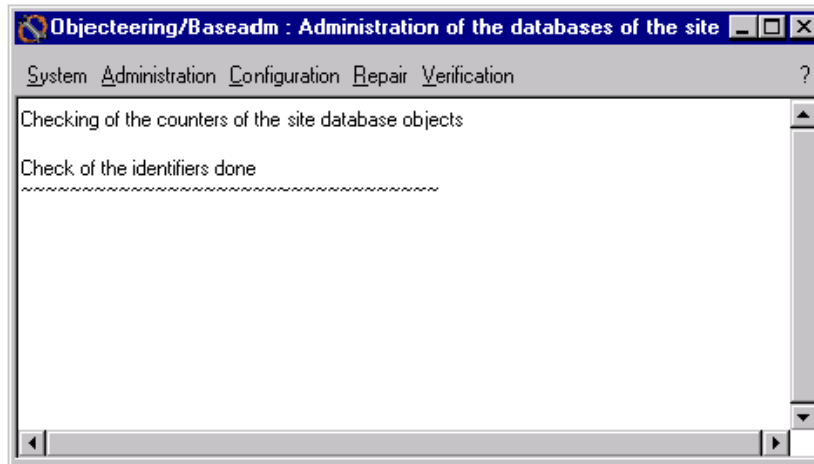 Objecteering/Baseadm : Administration of the databases of the site
System Administration Configuration Repair Verification ?
Checking of the counters of the site database objects
Check of the identifiers done
~~~~~~~~~~~~~~~~~~~~~~~~~~~~~~~~~~~